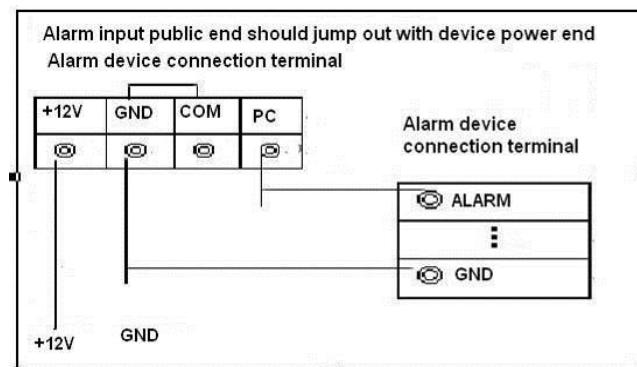 Alarm input public end should jump out with device power end
Alarm device connection terminal
+12V GND COM PC
Alarm device
connection terminal
ALARM
GND
+12V GND